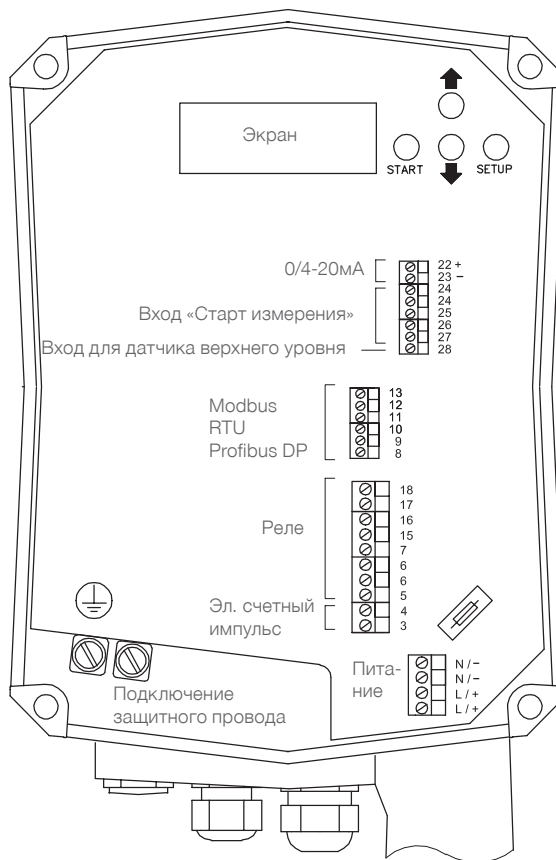 Экран
START
SETUP
0/4-20мА
22 +
23 –
24
24
25
Вход «Старт измерения»
26
27
Вход для датчика верхнего уровня
28
Modbus
RTU
Profibus DP
13
12
11
10
9
8
Реле
18
17
16
15
7
6
6
5
Эл. счетный
импульс
4
3
Пита-
ние
N / –
N / –
L / +
L / +
Подключение
защитного провода